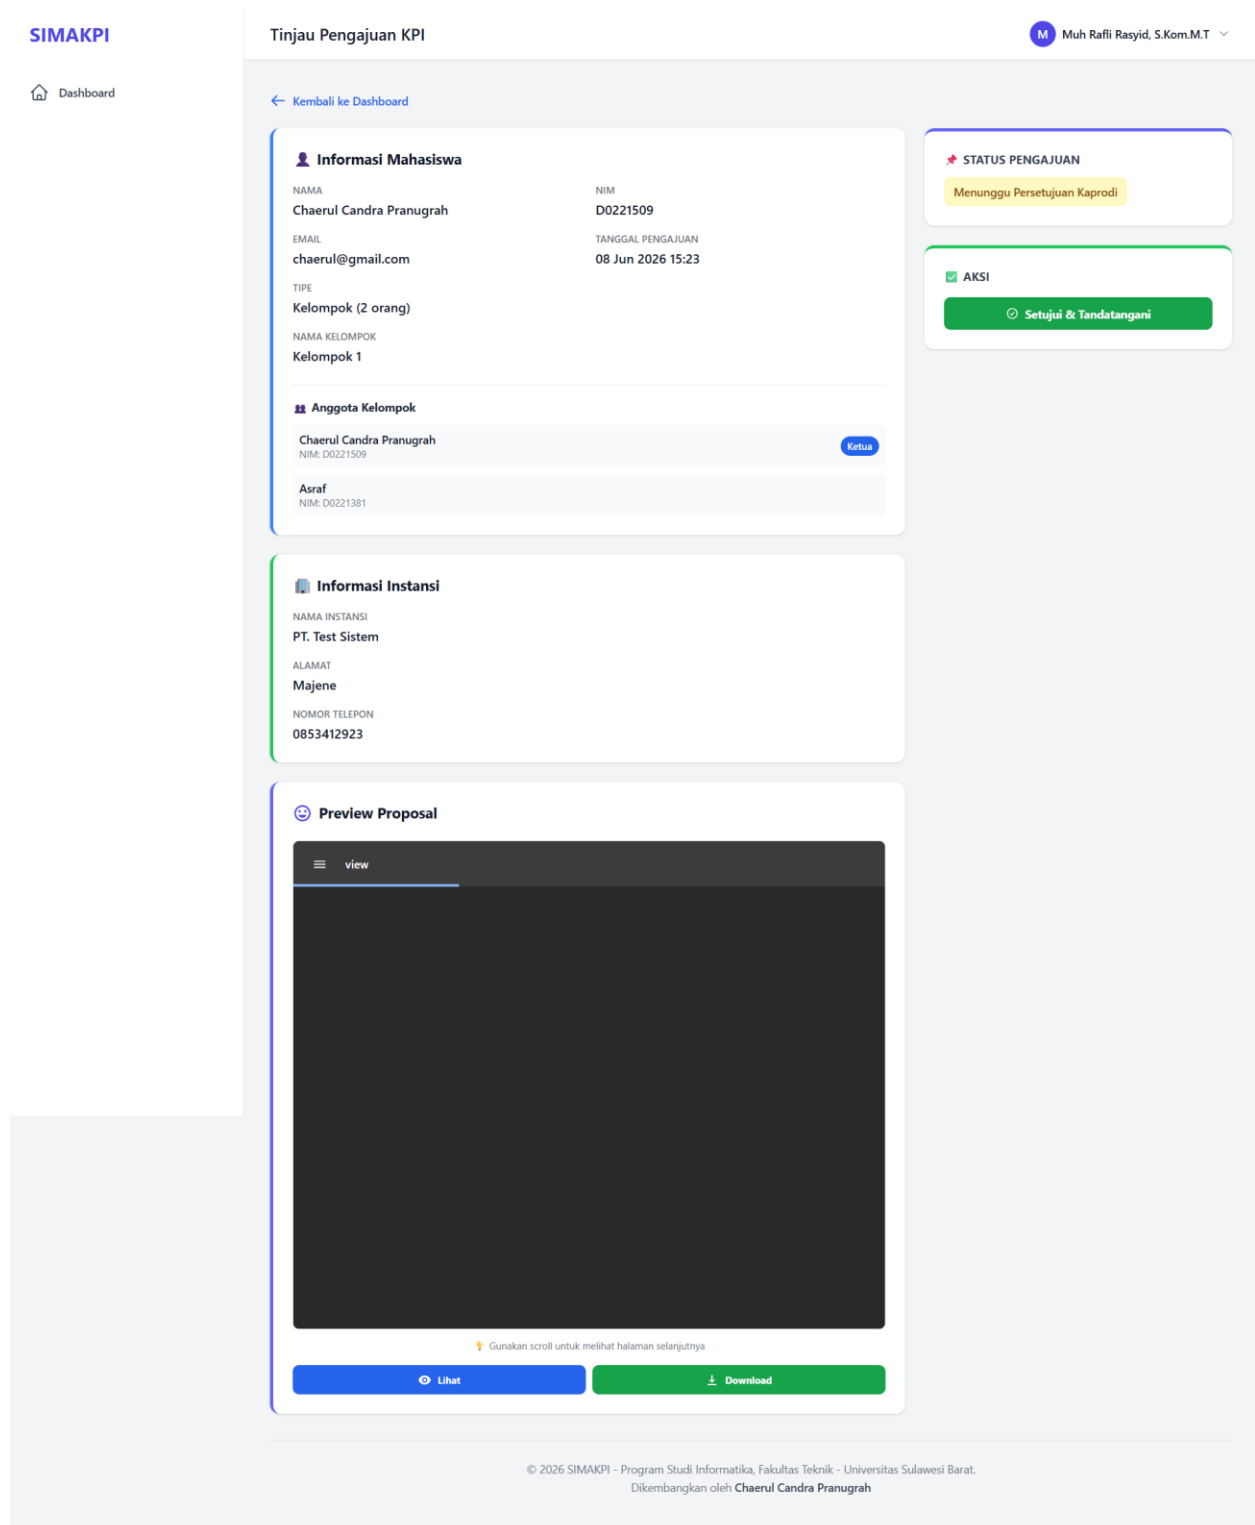 SIMAKPI
Tinjau Pengajuan KPI
M Muh Rafli Rasyid, S.Kom.M.T
Dashboard
Kembali ke Dashboard
Informasi Mahasiswa
NAMA
Chaerul Candra Pranugrah
NIM
D0221509
EMAIL
chaerul@gmail.com
TANGGAL PENGAJUAN
08 Jun 2026 15:23
TIPE
Kelompok (2 orang)
NAMA KELOMPOK
Kelompok 1
Anggota Kelompok
Chaerul Candra Pranugrah
NIM: D0221509
Ketua
Asraf
NIM: D0221381
STATUS PENGAJUAN
Menunggu Persetujuan Kaprodi
AKSI
Setujui & Tandatangani
Informasi Instansi
NAMA INSTANSI
PT. Test Sistem
ALAMAT
Majene
NOMOR TELEPON
0853412923
Preview Proposal
view
Gunakan scroll untuk melihat halaman selanjutnya
Lihat
Download
© 2026 SIMAKPI - Program Studi Informatika, Fakultas Teknik - Universitas Sulawesi Barat.
Dikembangkan oleh Chaerul Candra Pranugrah